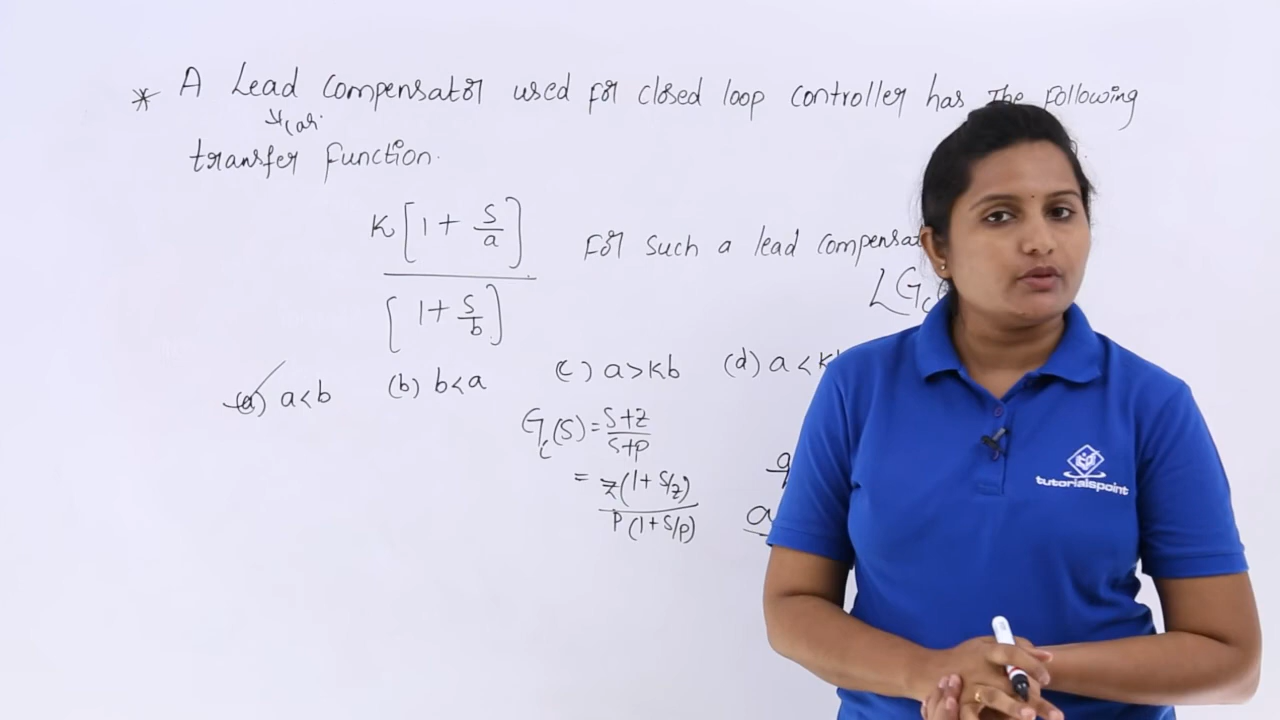 * A Lead compensator used for closed loop controller has the following
transfer function.
K[1 + S/a]
[1 + S/b]
For such a lead compensat
∠Gc(
(a) a<b (b) b<a (c) a>Kb (d) a<K
Gc(S) = S+Z/S+P
= Z(1+S/Z)/P(1+S/P)
a
tutorialspoint